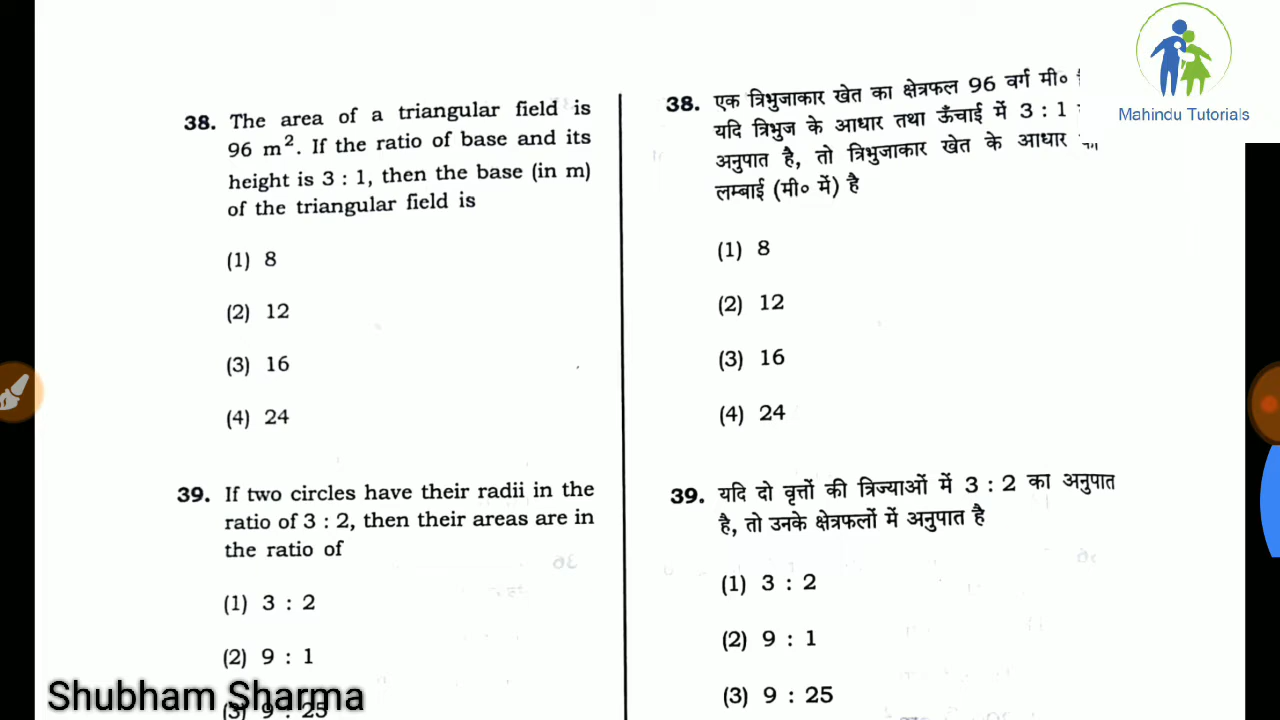 38. The area of a triangular field is
96 m². If the ratio of base and its
height is 3 : 1, then the base (in m)
of the triangular field is
(1) 8
(2) 12
(3) 16
(4) 24
39. If two circles have their radii in the
ratio of 3 : 2, then their areas are in
the ratio of
(1) 3 : 2
(2) 9 : 1
(3) 9 : 25
38. एक त्रिभुजाकार खेत का क्षेत्रफल 96 वर्ग मी०
यदि त्रिभुज के आधार तथा ऊँचाई में 3 : 1
अनुपात है, तो त्रिभुजाकार खेत के आधार
लम्बाई (मी० में) है
(1) 8
(2) 12
(3) 16
(4) 24
39. यदि दो वृत्तों की त्रिज्याओं में 3 : 2 का अनुपात
है, तो उनके क्षेत्रफलों में अनुपात है
(1) 3 : 2
(2) 9 : 1
(3) 9 : 25
Mahindu Tutorials
Shubham Sharma